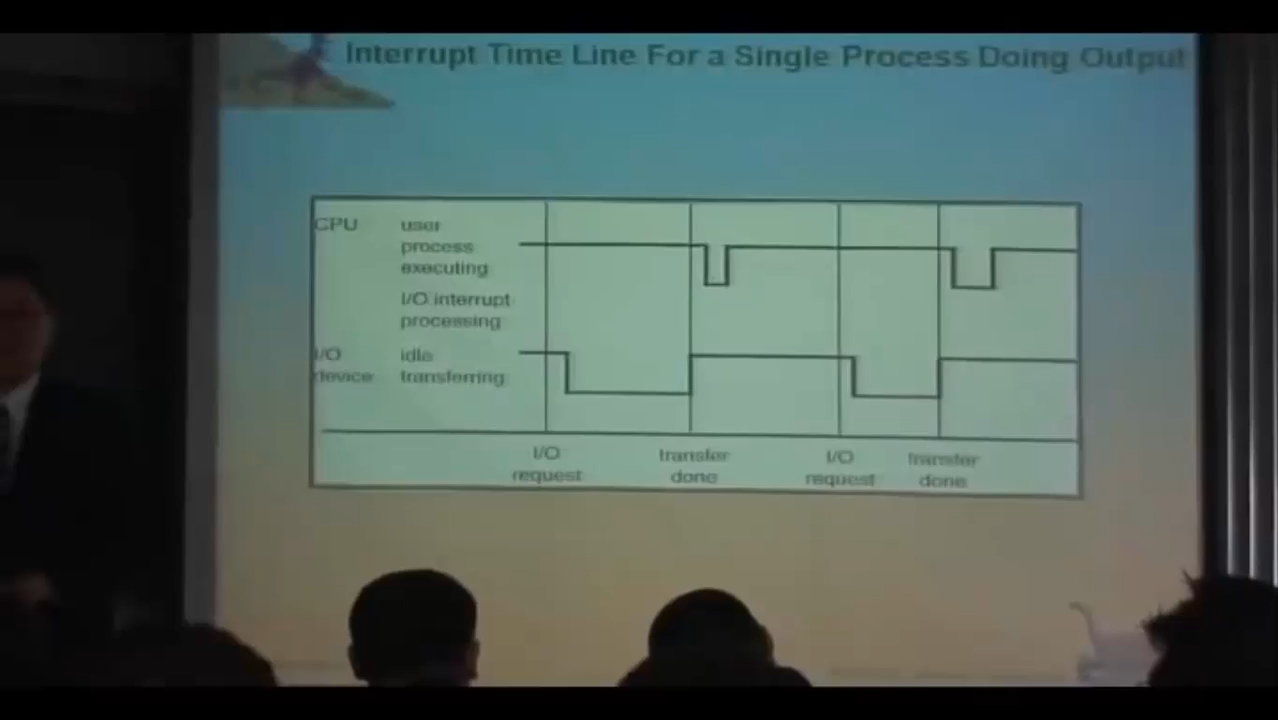 Interrupt Time Line For a Single Process Doing Output
CPU user
process
executing
I/O interrupt
processing
I/O idle
device transferring
I/O transfer I/O transfer
request done request done